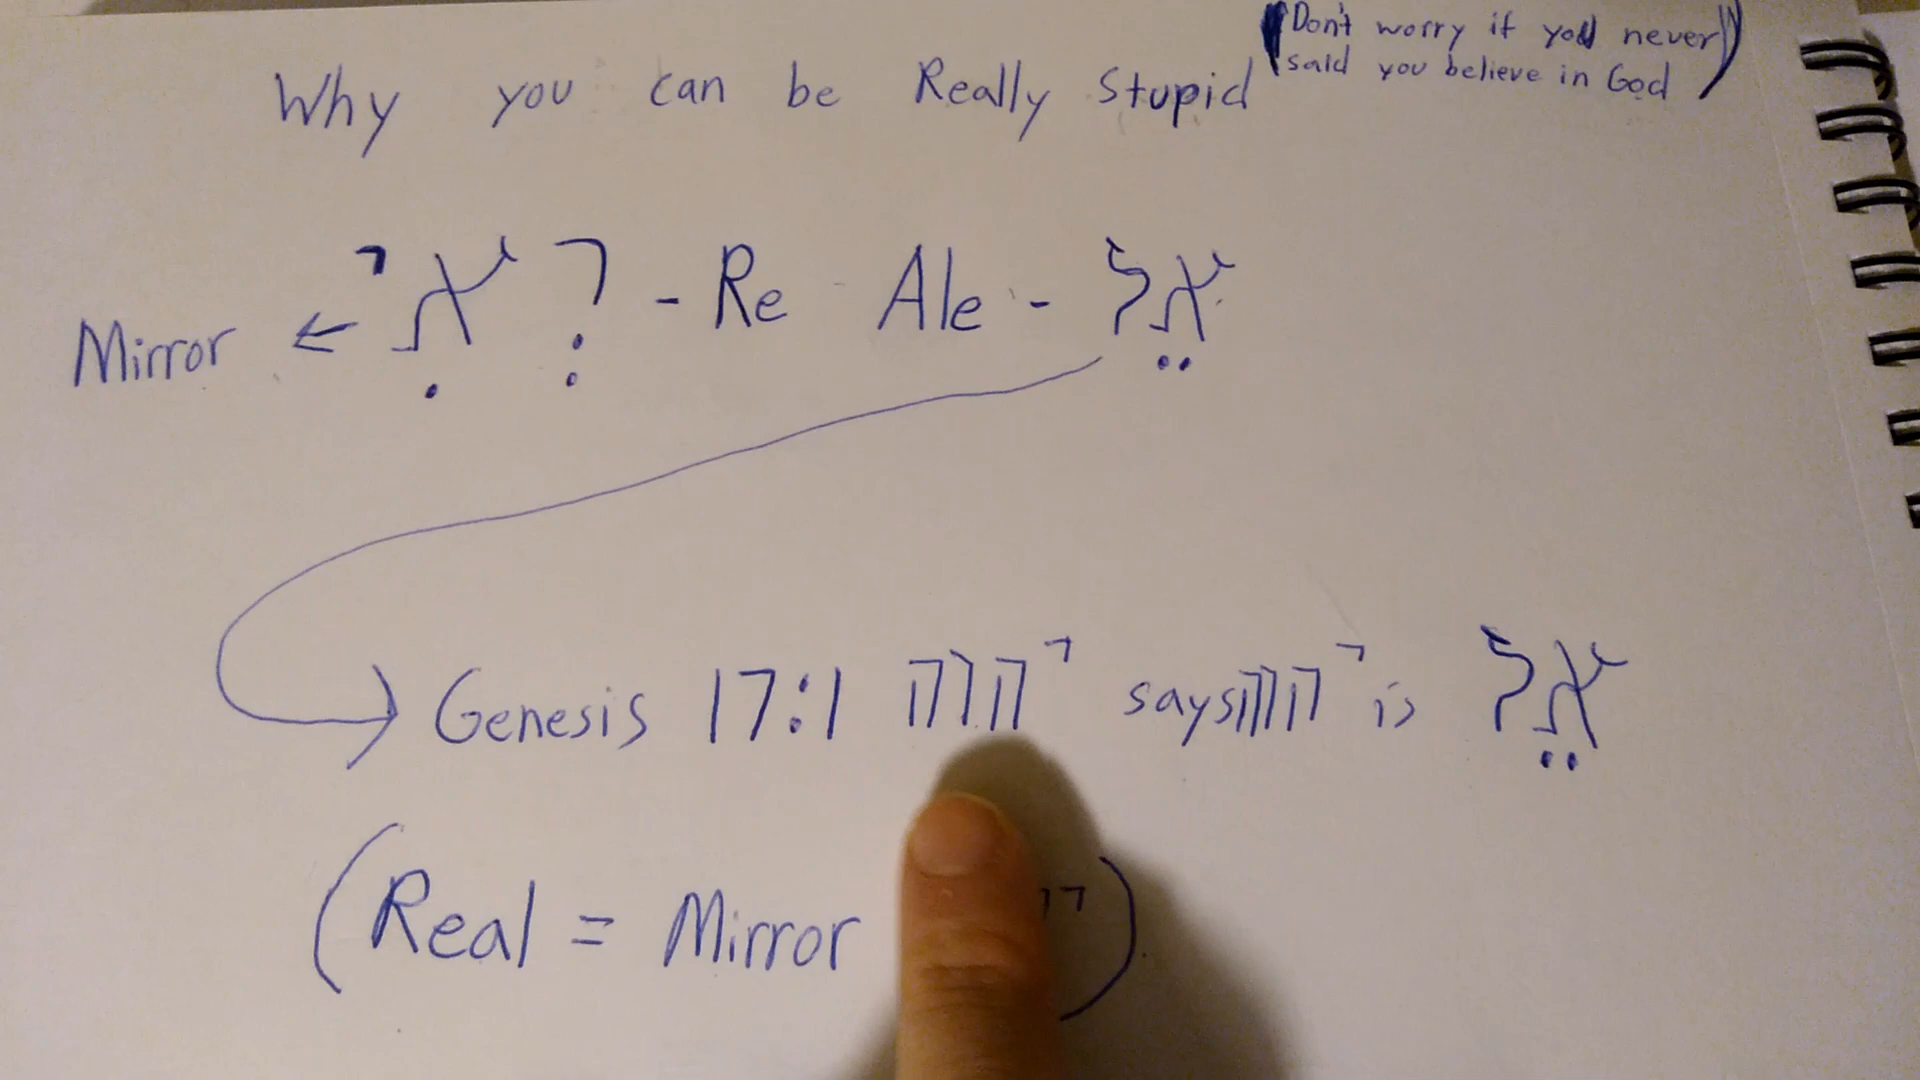 Why you can be Really Stupid (Don't worry if you never
said you believe in God)
Mirror ← רְאִי - Re Ale - אֵל
Genesis 17:1 יהוה says יהוה is אֵל
(Real = Mirror יי)